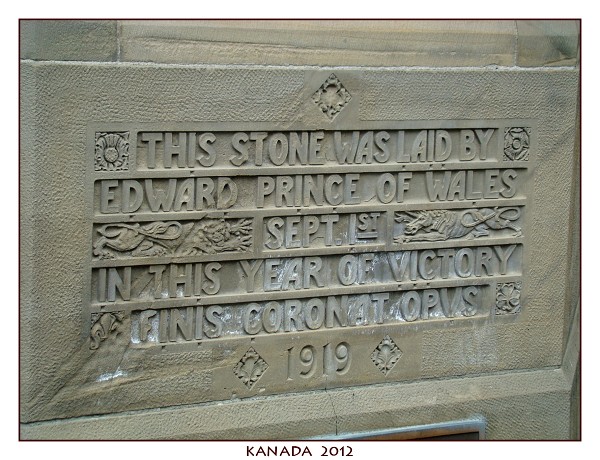 THIS STONE WAS LAID BY
EDWARD PRINCE OF WALES
SEPT. 1ST
IN THIS YEAR OF VICTORY
FINIS CORONAT OPVS
1919
KANADA 2012